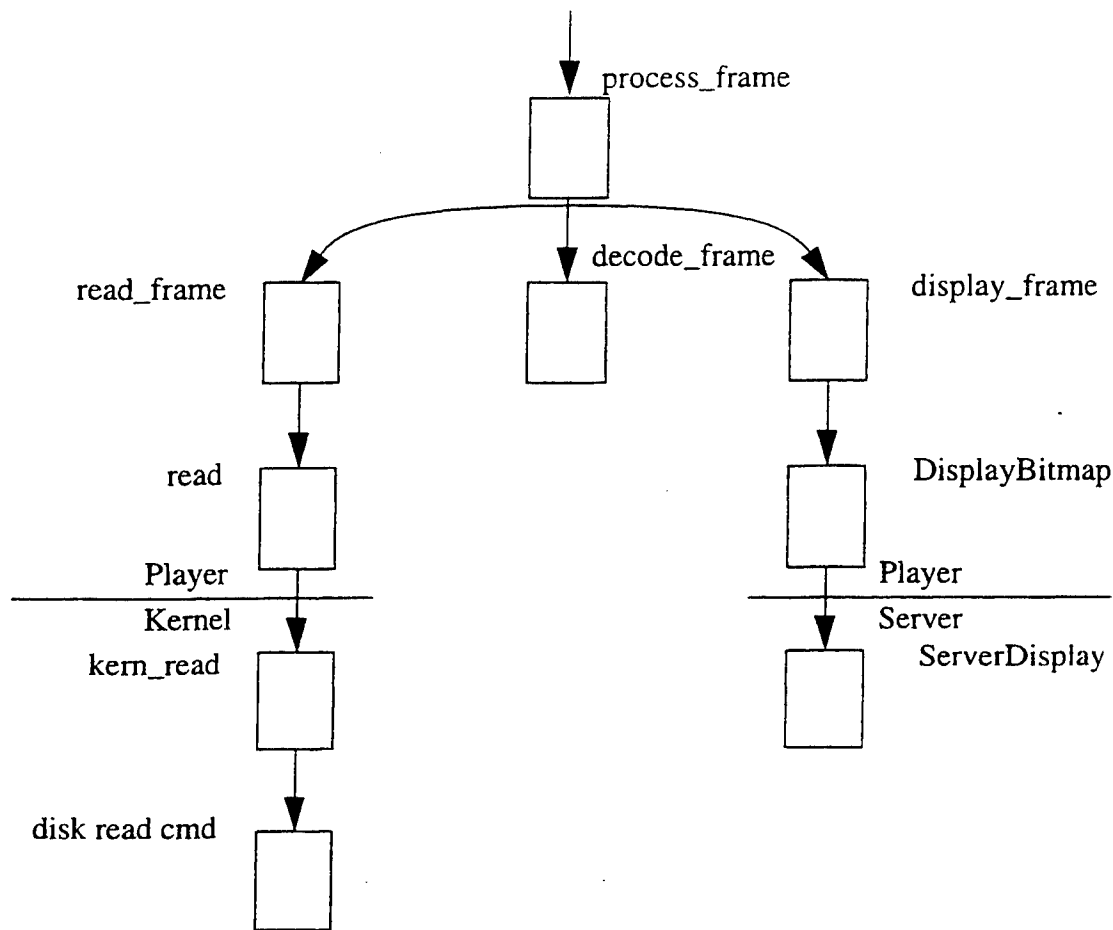 process_frame
decode_frame
read_frame
display_frame
read
DisplayBitmap
Player
Player
Kernel
Server
kern_read
ServerDisplay
disk read cmd